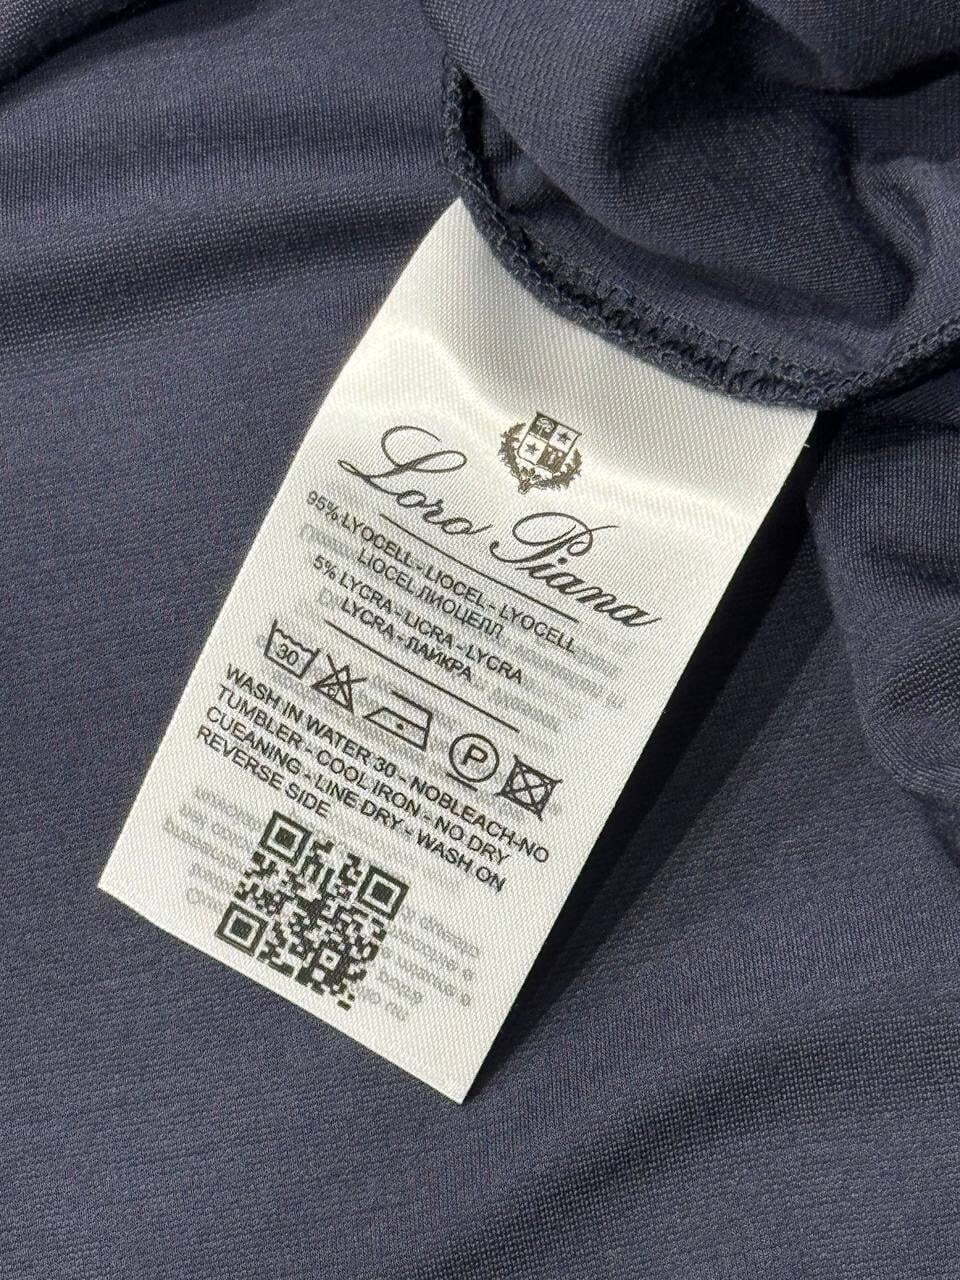 Loro Piana
95% LYOCELL - LIOCEL - LYOCELL
LIOCEL ЛИОЦЕЛЛ
5% LYCRA - LICRA - LYCRA
LYCRA - ЛАЙКРА
30
P
WASH IN WATER 30 - NOBLEACH-NO
TUMBLER - COOL IRON - NO DRY
CUEANING - LINE DRY - WASH ON
REVERSE SIDE